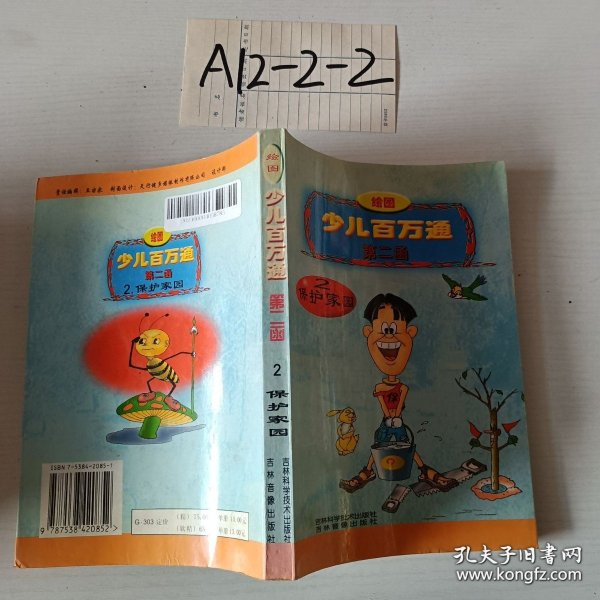 A12-2-2
绘图
少儿百万通
第二函
2.
保护家园
吉林科学技术出版社
吉林音像出版社
绘图
少儿百万通
第二函
2
保护家园
吉林科学技术出版社
吉林音像出版社
绘图
少儿百万通
第二函
2.保护家园
ISBN 7-5384-2085-1
9 787538 420852 >
G·303 定价
孔夫子旧书网
www.kongfz.com